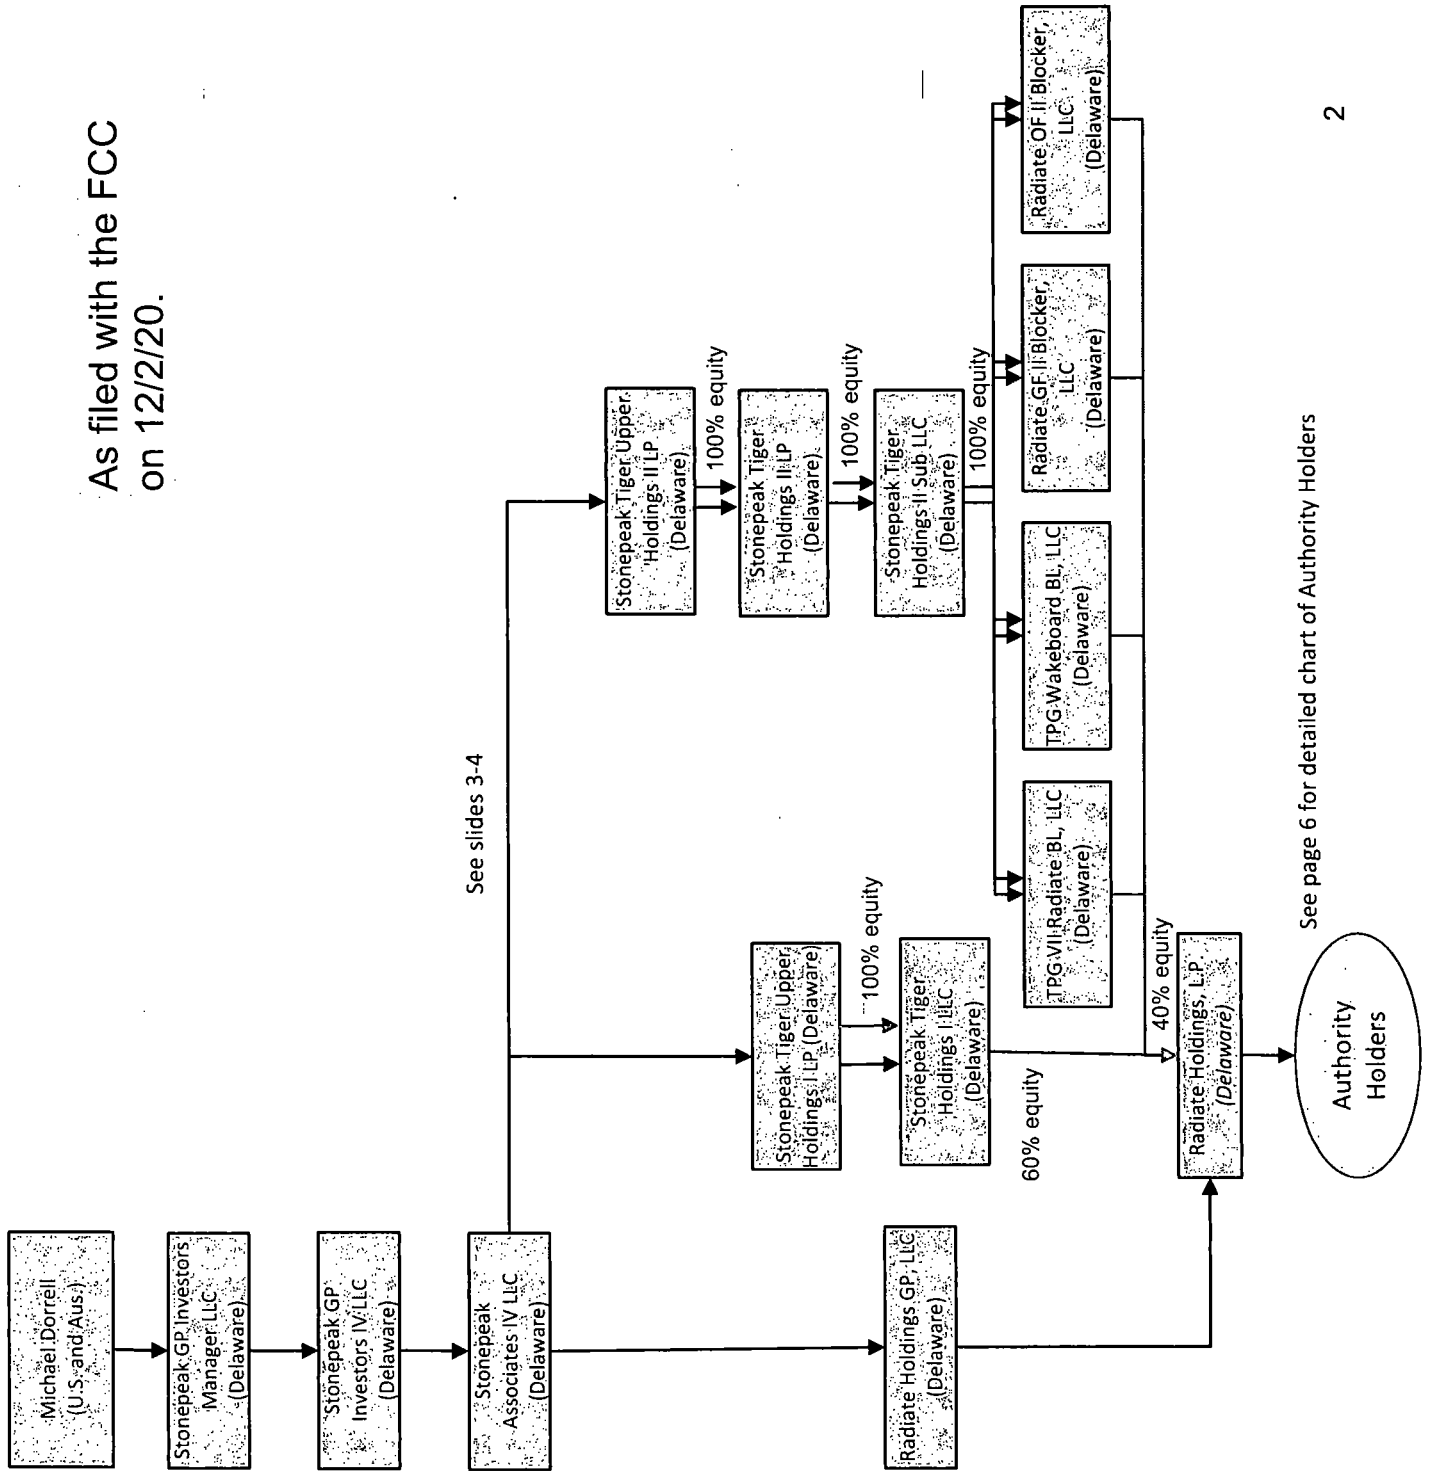 As filed with the FCC
on 12/2/20.
Michael Dorrell
(U.S. and Aus.)
Stonepeak GP Investors
Manager LLC
(Delaware)
Stonepeak GP
Investors IV LLC
(Delaware)
Stonepeak
Associates IV LLC
(Delaware)
See slides 3-4
Stonepeak Tiger Upper
Holdings II LP
(Delaware)
100% equity
Stonepeak Tiger
Holdings II LP
(Delaware)
100% equity
Stonepeak Tiger
Holdings II Sub LLC
(Delaware)
100% equity
Stonepeak Tiger Upper
Holdings I LP (Delaware)
100% equity
Stonepeak Tiger
Holdings I LLC
(Delaware)
60% equity
Radiate Holdings GP, LLC
(Delaware)
TPG VII Radiate BL, LLC
(Delaware)
TPG Wakeboard BL, LLC
(Delaware)
Radiate GF II Blocker,
LLC
(Delaware)
Radiate OF II Blocker,
LLC
(Delaware)
40% equity
Radiate Holdings, L.P.
(Delaware)
Authority
Holders
See page 6 for detailed chart of Authority Holders
2